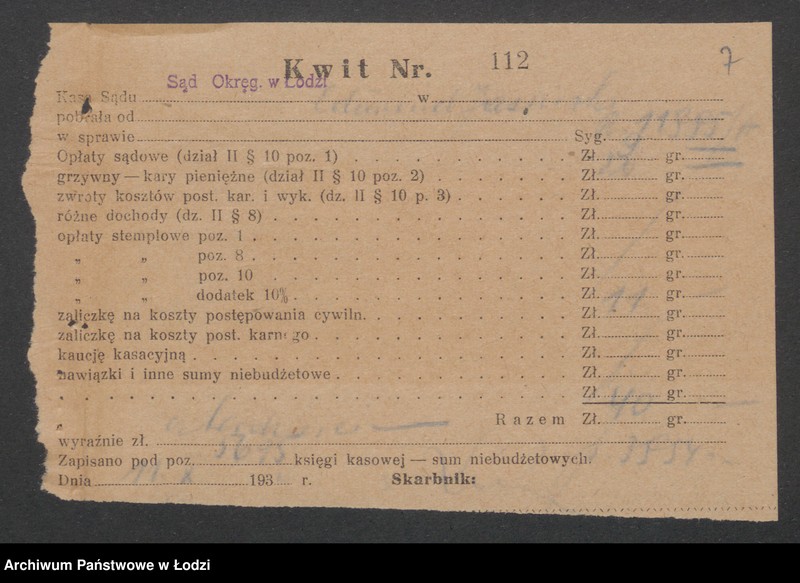 Kwit Nr. 112 7
Sąd Okręg. w Łodzi
Kasa Sądu w
pobrała od Edmund
w sprawie Syg.
Opłaty sądowe (dział II § 10 poz. 1) Zł. gr.
grzywny — kary pieniężne (dział II § 10 poz. 2) Zł. gr.
zwroty kosztów post. kar. i wyk. (dz. II § 10 p. 3) Zł. gr.
różne dochody (dz. II § 8) Zł. gr.
opłaty stemplowe poz. 1 Zł. gr.
„ „ poz. 8 Zł. gr.
„ „ poz. 10 Zł. gr.
„ „ dodatek 10% Zł. gr.
zaliczkę na koszty postępowania cywiln. Zł. gr.
zaliczkę na koszty post. karnego Zł. gr.
kaucję kasacyjną Zł. gr.
nawiązki i inne sumy niebudżetowe Zł. gr.
Zł. 40 gr. —
Razem Zł. gr.
wyraźnie zł.
Zapisano pod poz. księgi kasowej — sum niebudżetowych.
Dnia 193 r. Skarbnik:
Archiwum Państwowe w Łodzi